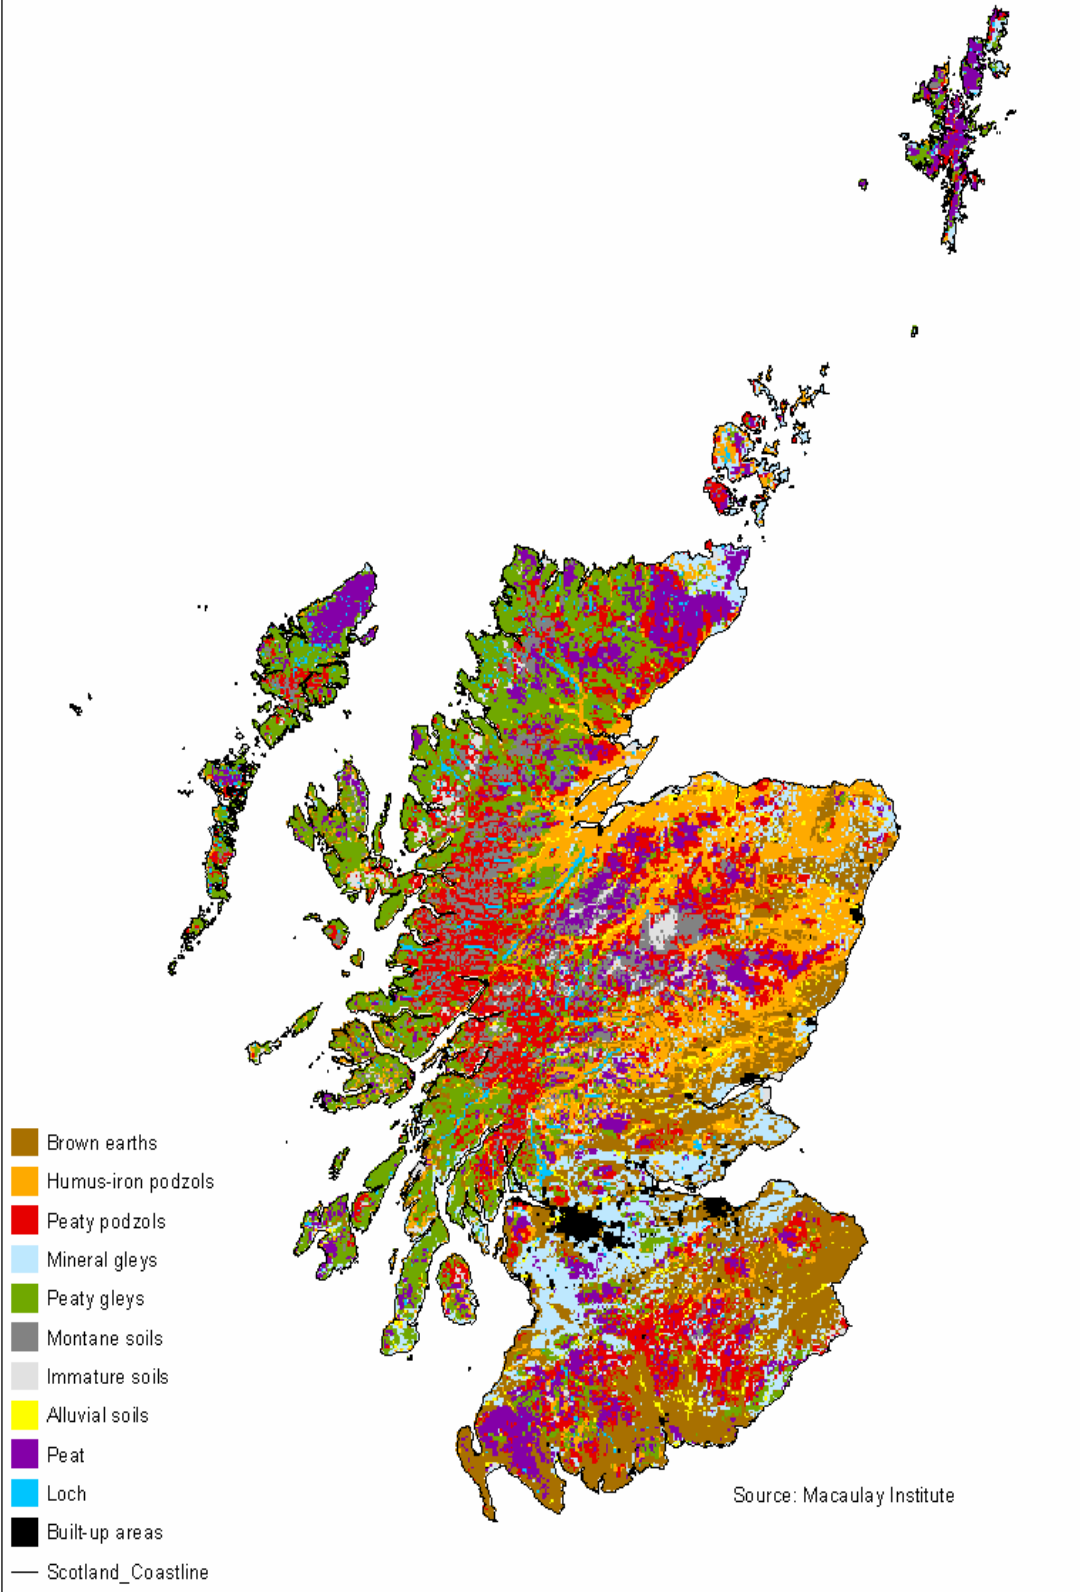 Brown earths
Humus-iron podzols
Peaty podzols
Mineral gleys
Peaty gleys
Montane soils
Immature soils
Alluvial soils
Peat
Loch
Built-up areas
Scotland_Coastline
Source: Macaulay Institute